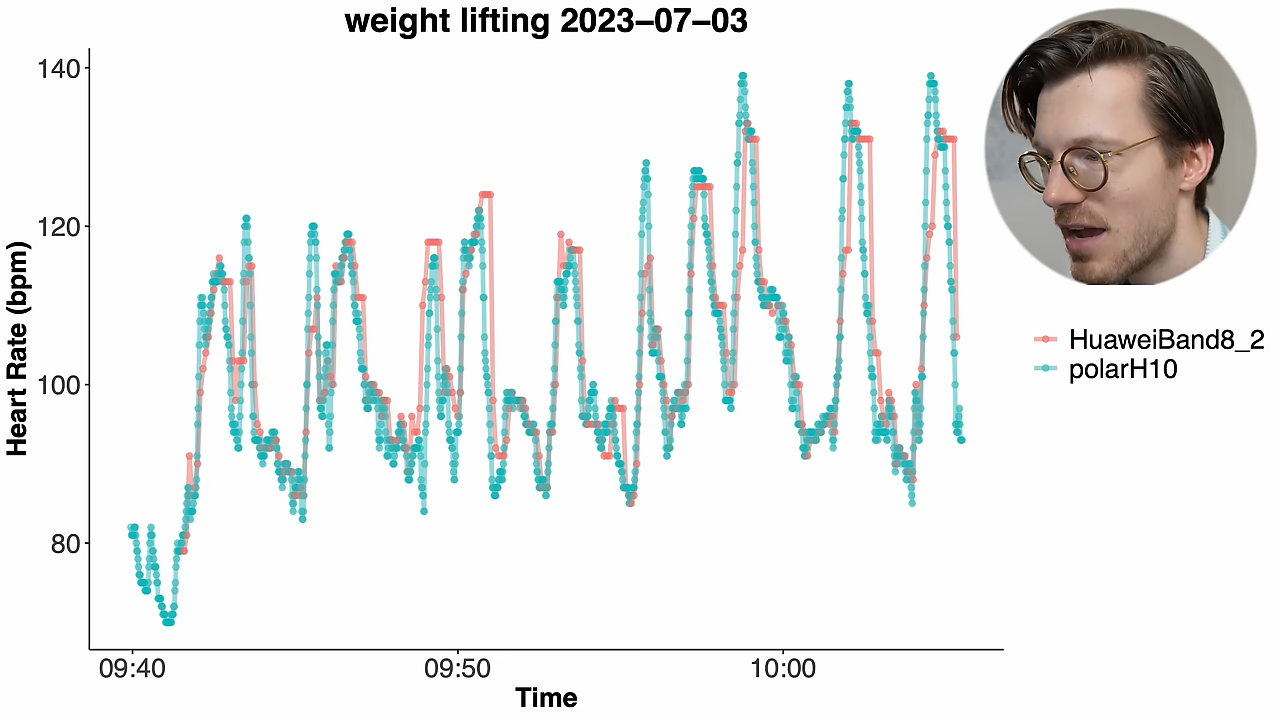 weight lifting 2023–07–03
140
120
100
80
Heart Rate (bpm)
09:40
09:50
10:00
Time
HuaweiBand8_2
polarH10